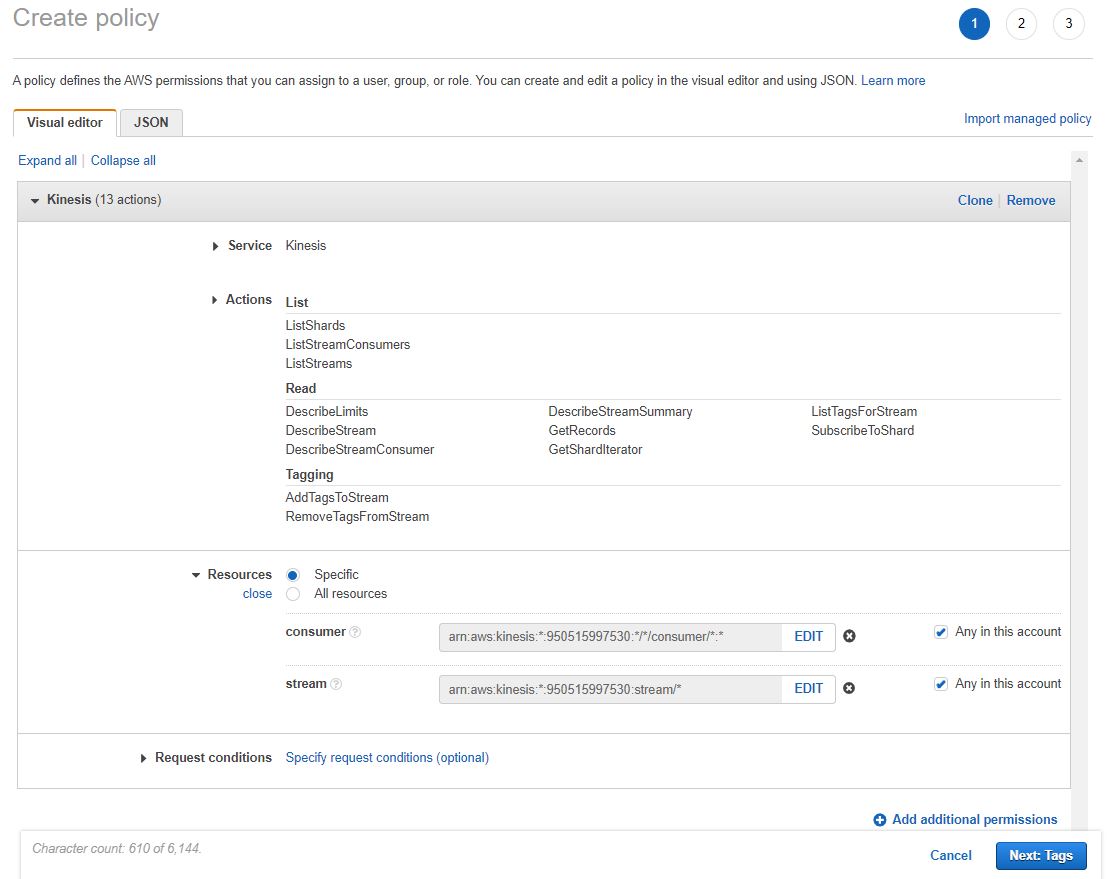 Create policy
1 2 3
A policy defines the AWS permissions that you can assign to a user, group, or role. You can create and edit a policy in the visual editor and using JSON. Learn more
Visual editor JSON Import managed policy
Expand all | Collapse all
Kinesis (13 actions) Clone | Remove
Service Kinesis
Actions List
ListShards
ListStreamConsumers
ListStreams
Read
DescribeLimits DescribeStreamSummary ListTagsForStream
DescribeStream GetRecords SubscribeToShard
DescribeStreamConsumer GetShardIterator
Tagging
AddTagsToStream
RemoveTagsFromStream
Resources Specific
close All resources
consumer ? arn:aws:kinesis:*:950515997530:*/*/consumer/*:* EDIT Any in this account
stream ? arn:aws:kinesis:*:950515997530:stream/* EDIT Any in this account
Request conditions Specify request conditions (optional)
Add additional permissions
Character count: 610 of 6,144.
Cancel Next: Tags